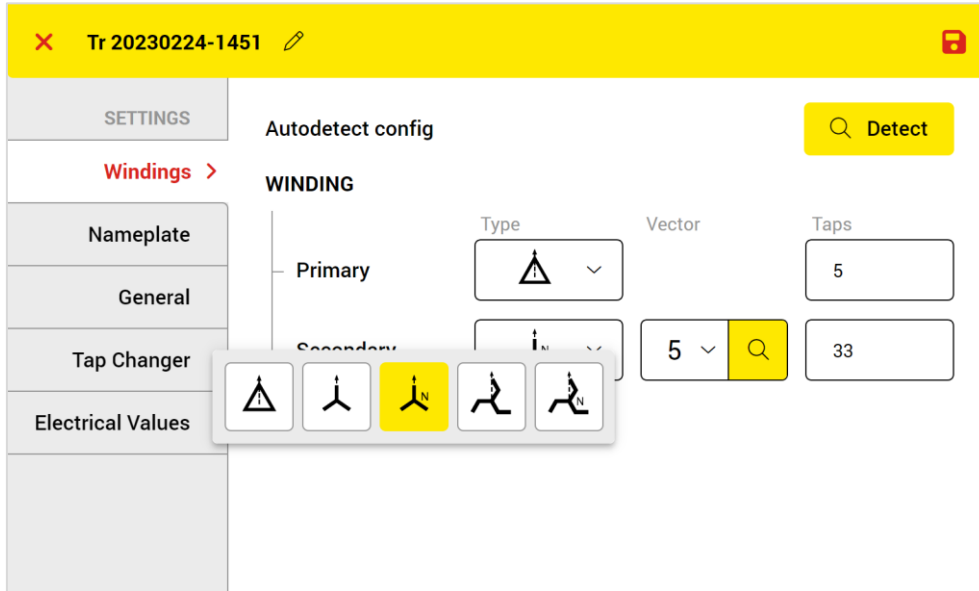 Tr 20230224-1451
SETTINGS
Windings
Nameplate
General
Tap Changer
Electrical Values
Autodetect config
Detect
WINDING
Type Vector Taps
Primary 5
Secondary N 5 33
N N